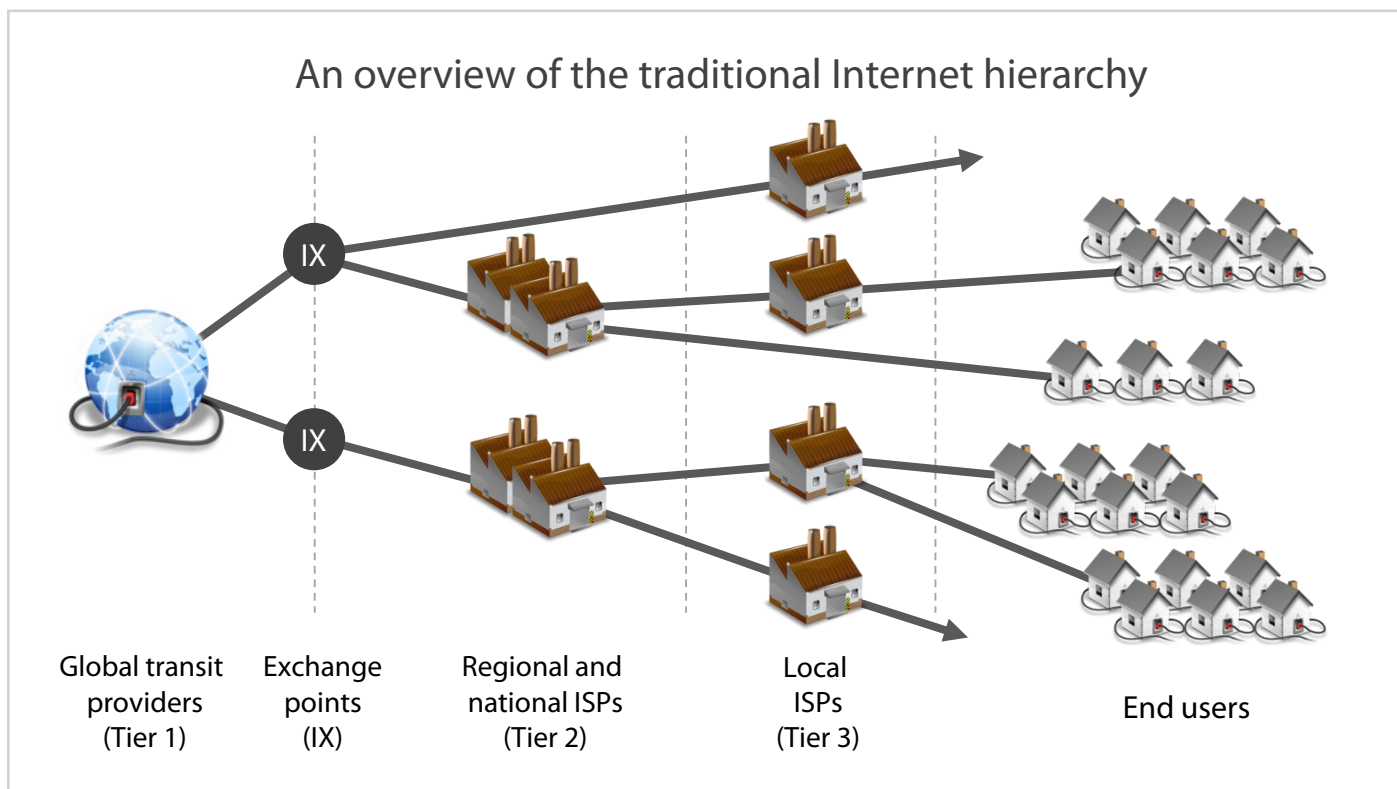 An overview of the traditional Internet hierarchy
IX
IX
Global transit
providers
(Tier 1)
Exchange
points
(IX)
Regional and
national ISPs
(Tier 2)
Local
ISPs
(Tier 3)
End users